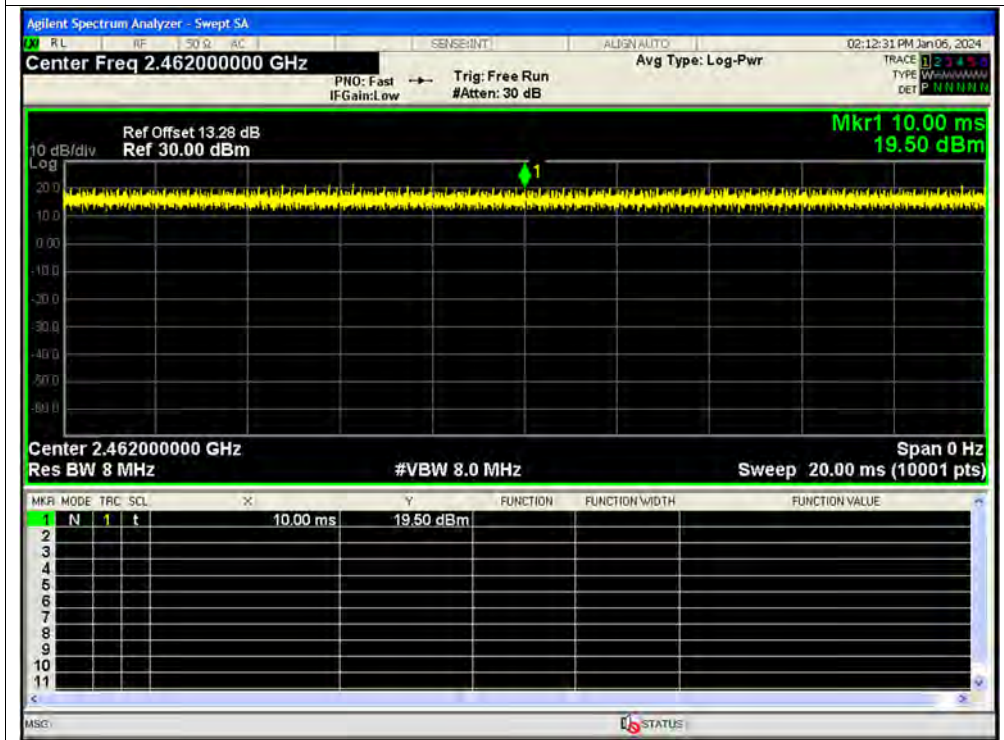 Agilent Spectrum Analyzer - Swept SA
RL RF 50 Ω AC SENSE:INT ALIGN AUTO 02:12:31 PM Jan 06, 2024
Center Freq 2.462000000 GHz
PNO: Fast
IFGain:Low
Trig: Free Run
#Atten: 30 dB
Avg Type: Log-Pwr
TRACE 1 2 3 4 5 6
TYPE W
DET P N N N N N
Ref Offset 13.28 dB
10 dB/div Ref 30.00 dBm
Log
Mkr1 10.00 ms
19.50 dBm
1
20.0
10.0
0.00
-10.0
-20.0
-30.0
-40.0
-50.0
-60.0
Center 2.462000000 GHz Span 0 Hz
Res BW 8 MHz #VBW 8.0 MHz Sweep 20.00 ms (10001 pts)
MKR MODE TRC SCL X Y FUNCTION FUNCTION WIDTH FUNCTION VALUE
1 N 1 t 10.00 ms 19.50 dBm
2
3
4
5
6
7
8
9
10
11
MSG STATUS